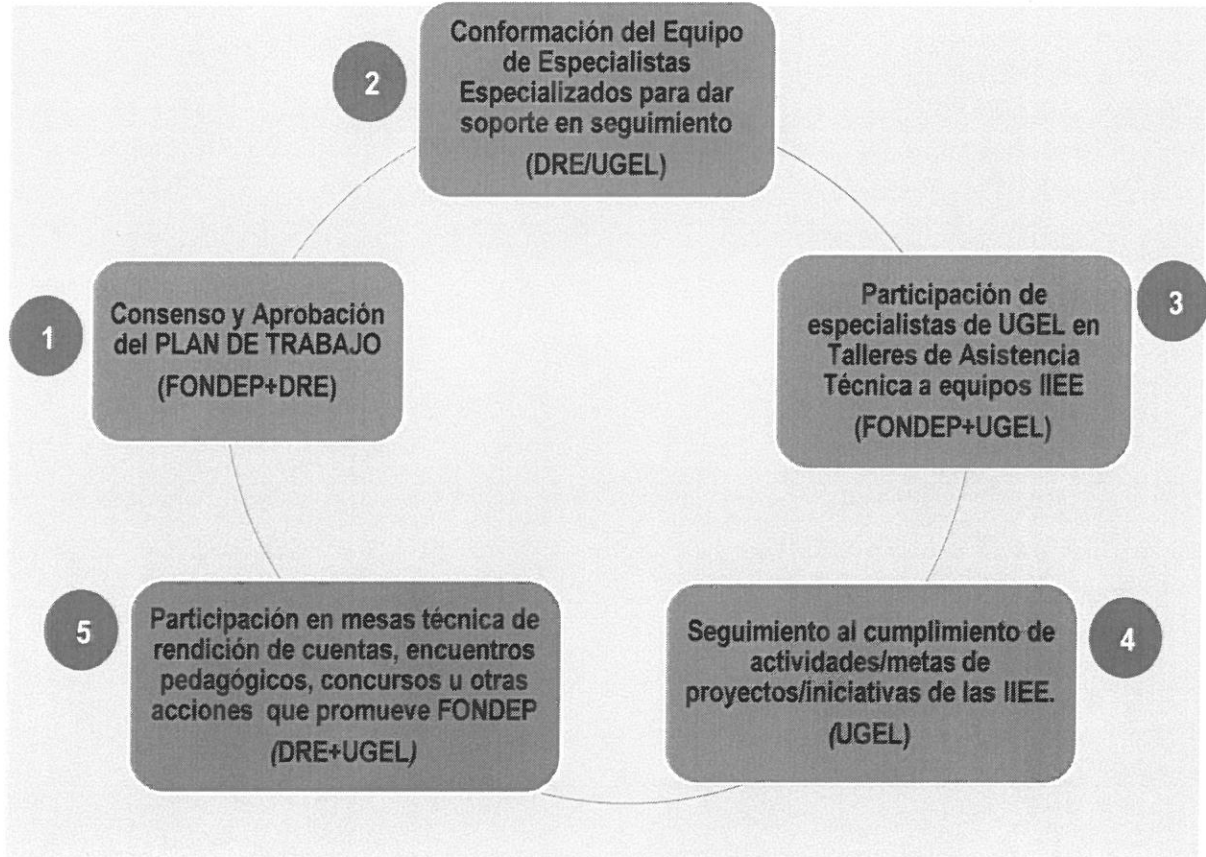 1
Consenso y Aprobación
del PLAN DE TRABAJO
(FONDEP+DRE)
2
Conformación del Equipo
de Especialistas
Especializados para dar
soporte en seguimiento
(DRE/UGEL)
3
Participación de
especialistas de UGEL en
Talleres de Asistencia
Técnica a equipos IIEE
(FONDEP+UGEL)
4
Seguimiento al cumplimiento de
actividades/metas de
proyectos/iniciativas de las IIEE.
(UGEL)
5
Participación en mesas técnica de
rendición de cuentas, encuentros
pedagógicos, concursos u otras
acciones que promueve FONDEP
(DRE+UGEL)